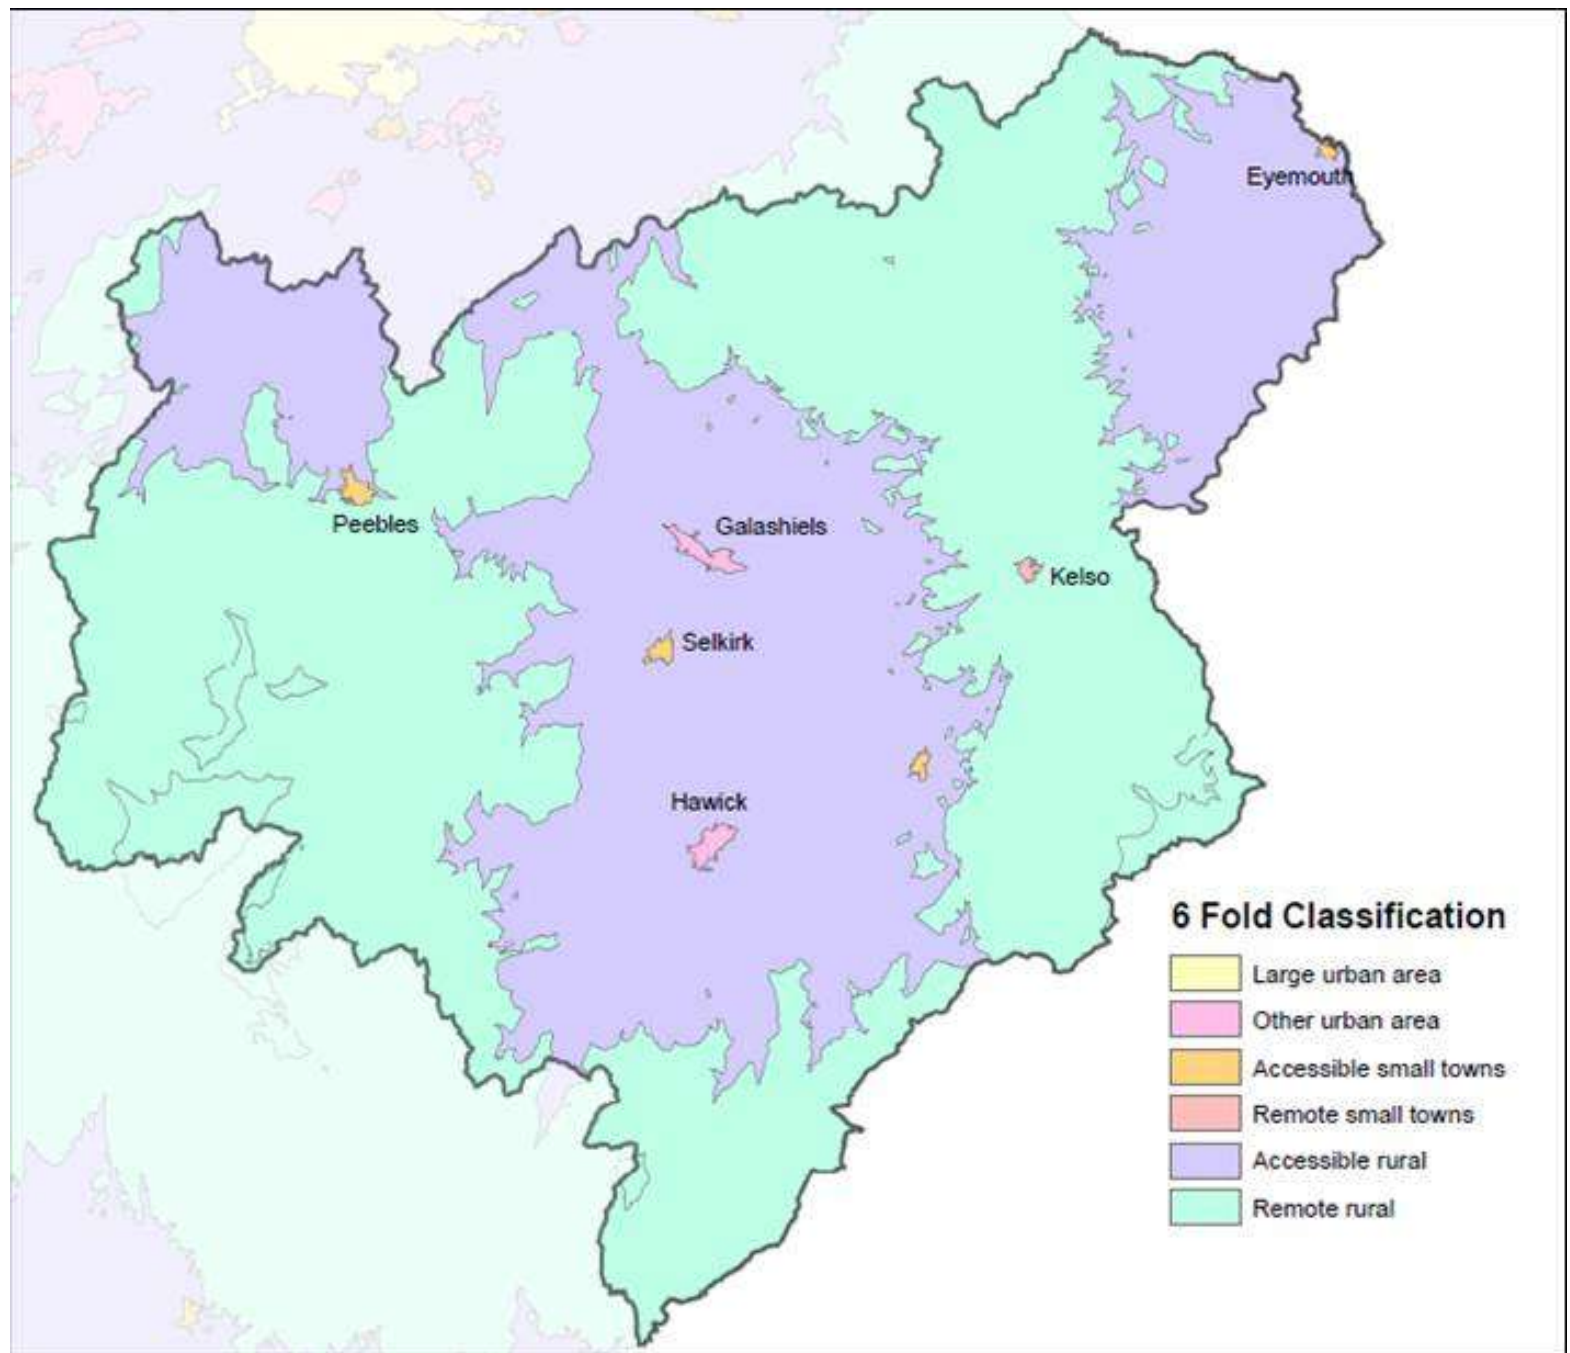 Eyemouth
Peebles
Galashiels
Kelso
Selkirk
Hawick
6 Fold Classification
Large urban area
Other urban area
Accessible small towns
Remote small towns
Accessible rural
Remote rural